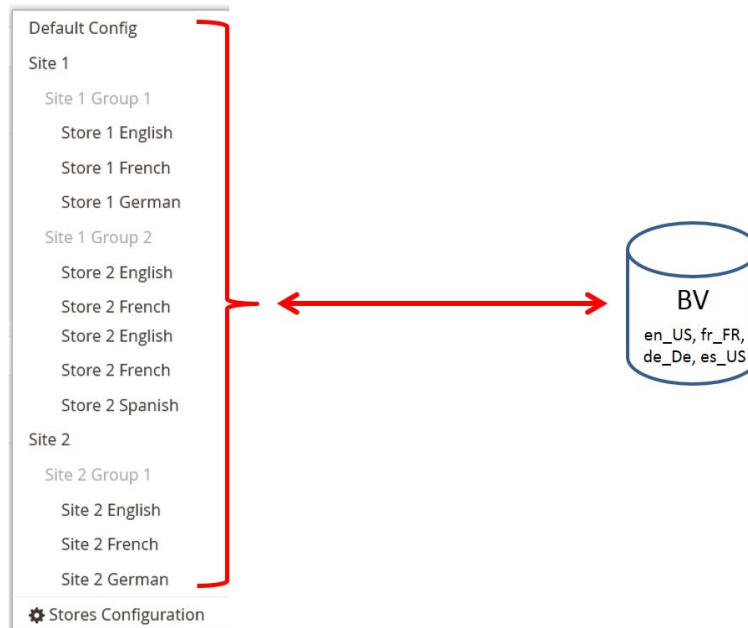 Default Config
Site 1
Site 1 Group 1
Store 1 English
Store 1 French
Store 1 German
Site 1 Group 2
Store 2 English
Store 2 French
Store 2 English
Store 2 French
Store 2 Spanish
Site 2
Site 2 Group 1
Site 2 English
Site 2 French
Site 2 German
Stores Configuration
BV
en_US, fr_FR,
de_De, es_US